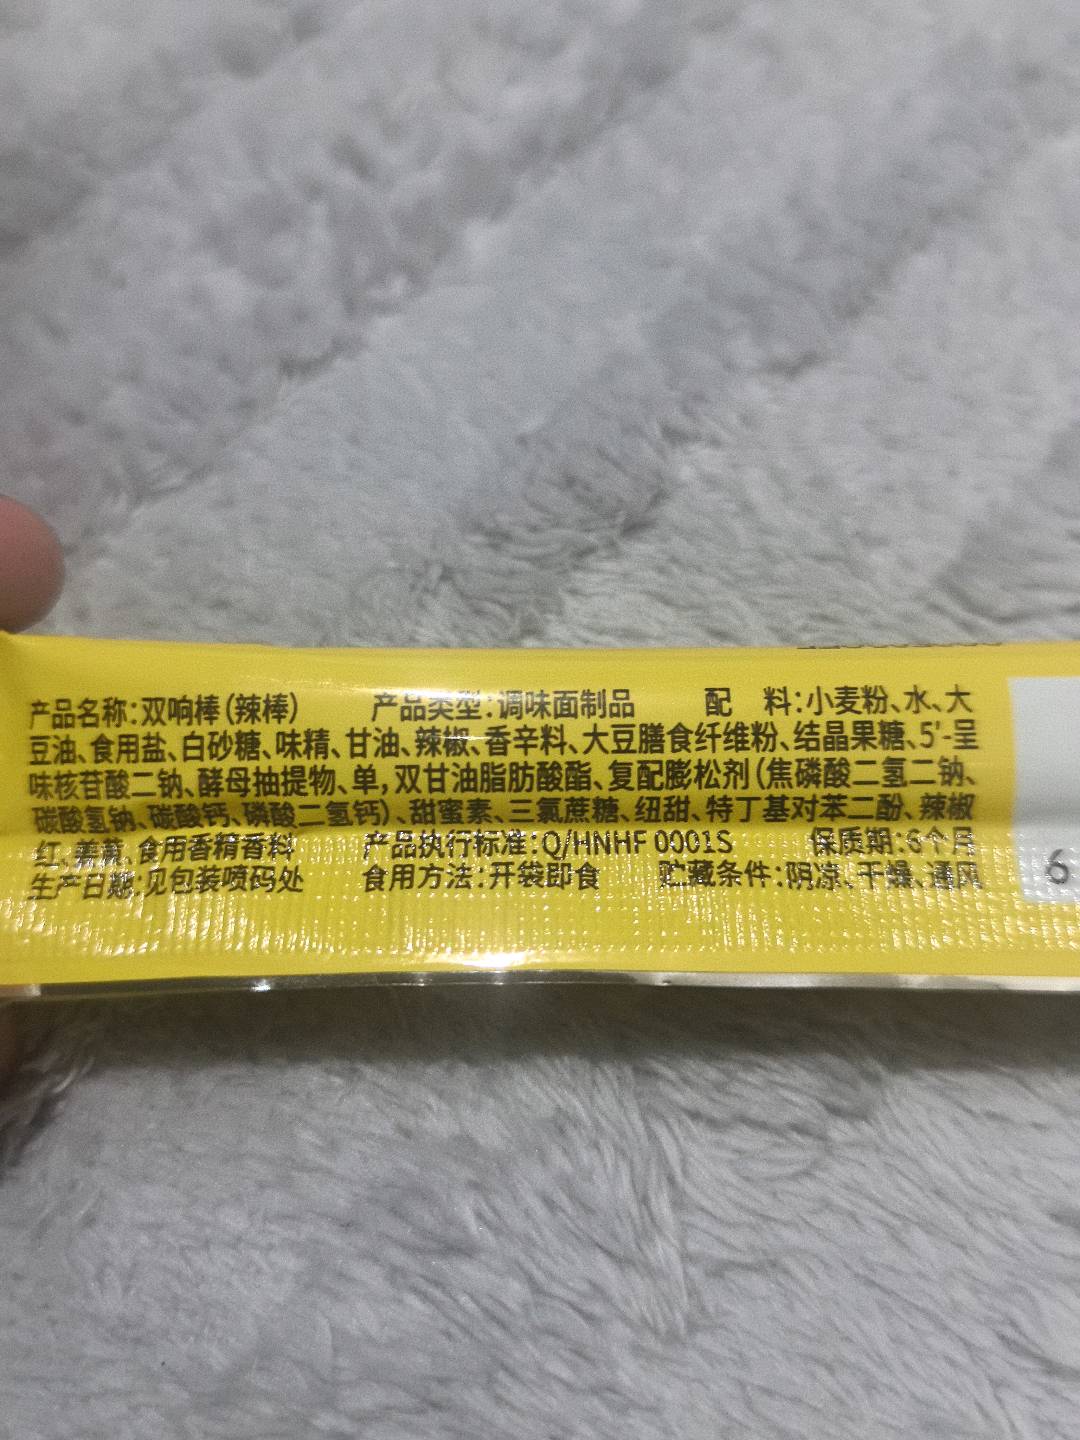 产品名称:双响棒(辣棒) 产品类型:调味面制品 配 料:小麦粉、水、大
豆油、食用盐、白砂糖、味精、甘油、辣椒、香辛料、大豆膳食纤维粉、结晶果糖、5'-呈
味核苷酸二钠、酵母抽提物、单,双甘油脂肪酸酯、复配膨松剂(焦磷酸二氢二钠、
碳酸氢钠、碳酸钙、磷酸二氢钙)、甜蜜素、三氯蔗糖、纽甜、特丁基对苯二酚、辣椒
红、姜黄、食用香精香料 产品执行标准:Q/HNHF 0001S 保质期:6个月
生产日期:见包装喷码处 食用方法:开袋即食 贮藏条件:阴凉、干燥、通风
6